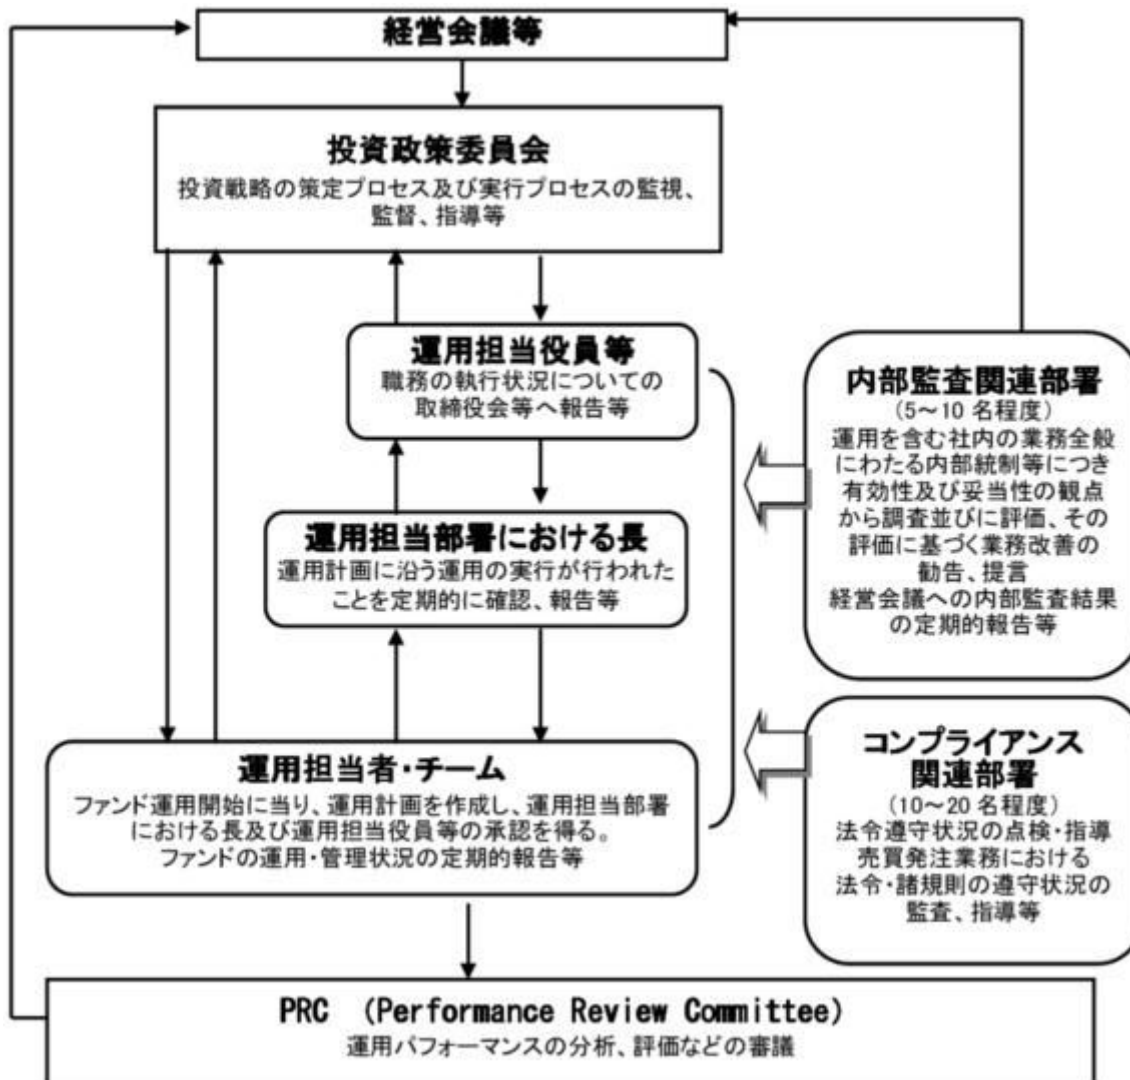 経営会議等
投資政策委員会
投資戦略の策定プロセス及び実行プロセスの監視、
監督、指導等
運用担当役員等
職務の執行状況についての
取締役会等へ報告等
運用担当部署における長
運用計画に沿う運用の実行が行われた
ことを定期的に確認、報告等
運用担当者・チーム
ファンド運用開始に当り、運用計画を作成し、運用担当部署
における長及び運用担当役員等の承認を得る。
ファンドの運用・管理状況の定期的報告等
内部監査関連部署
(5～10 名程度)
運用を含む社内の業務全般
にわたる内部統制等につき
有効性及び妥当性の観点
から調査並びに評価、その
評価に基づく業務改善の
勧告、提言
経営会議への内部監査結果
の定期的報告等
コンプライアンス
関連部署
(10～20 名程度)
法令遵守状況の点検・指導
売買発注業務における
法令・諸規則の遵守状況の
監査、指導等
PRC （Performance Review Committee）
運用パフォーマンスの分析、評価などの審議